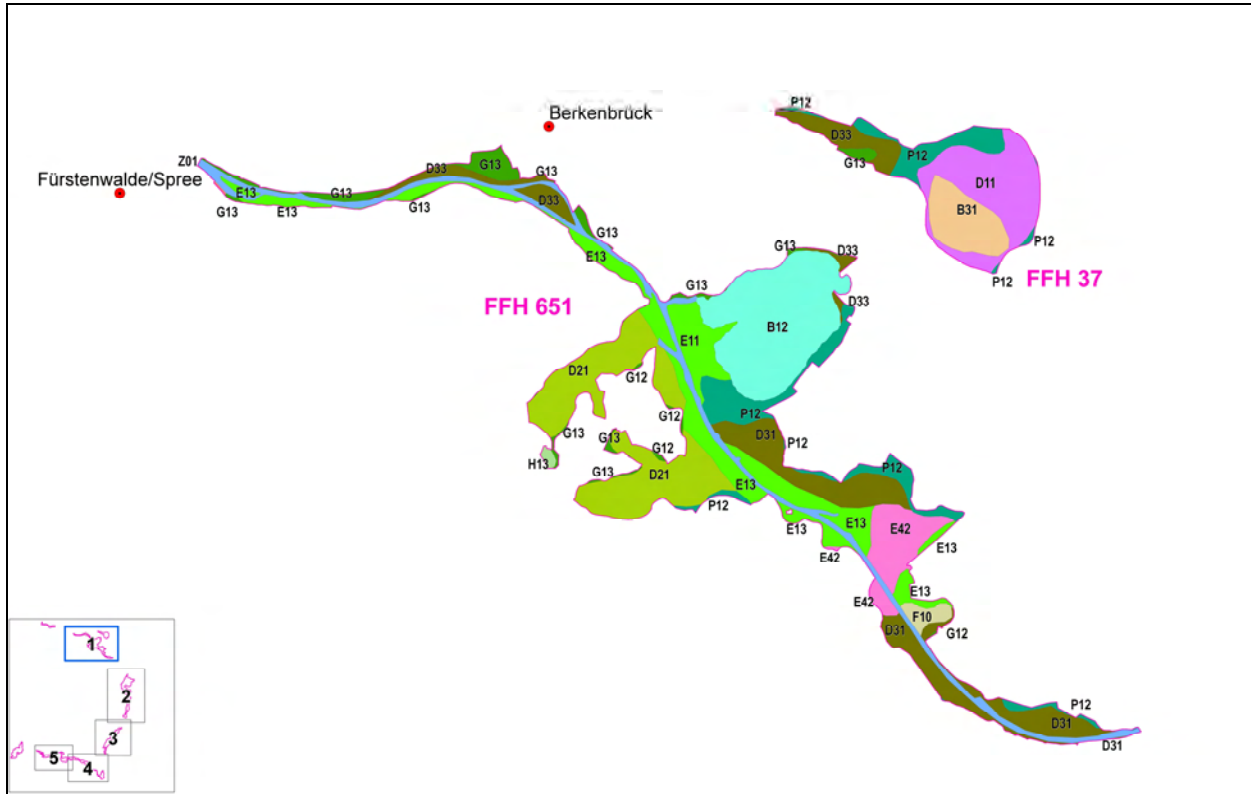 P12
Berkenbrück
D33
G13
P12
Z01
D33
G13
G13
D11
Fürstenwalde/Spree
E13
G13
D33
B31
G13
E13
G13
G13
P12
E13
G13
D33
P12
FFH 37
G13
FFH 651
D33
B12
E11
D21
G12
G12
P12
D31
P12
G13
G13
G12
H13
G13
D21
P12
E13
P12
E13
E13
E42
E42
E13
E13
E42
F10
D31
G12
P12
D31
D31
1
2
3
5
4